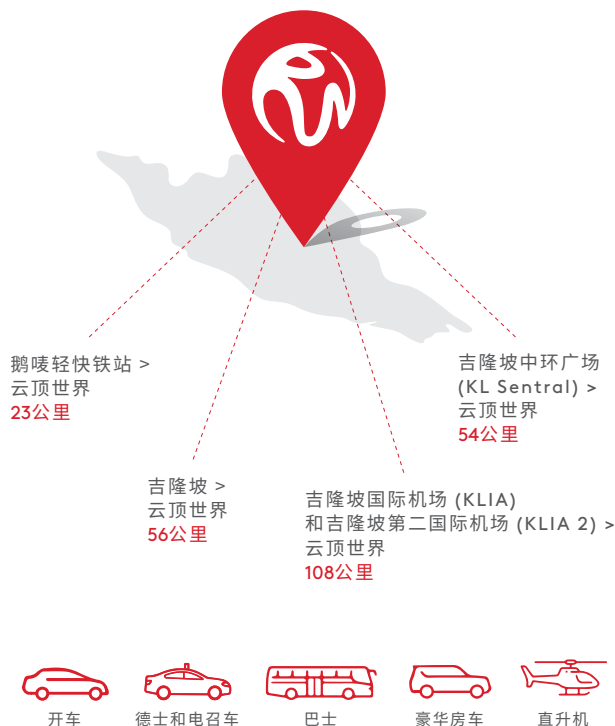 鹅唛轻快铁站 >
云顶世界
23公里
吉隆坡中环广场
(KL Sentral) >
云顶世界
54公里
吉隆坡 >
云顶世界
56公里
吉隆坡国际机场 (KLIA)
和吉隆坡第二国际机场 (KLIA 2) >
云顶世界
108公里
开车
德士和电召车
巴士
豪华房车
直升机